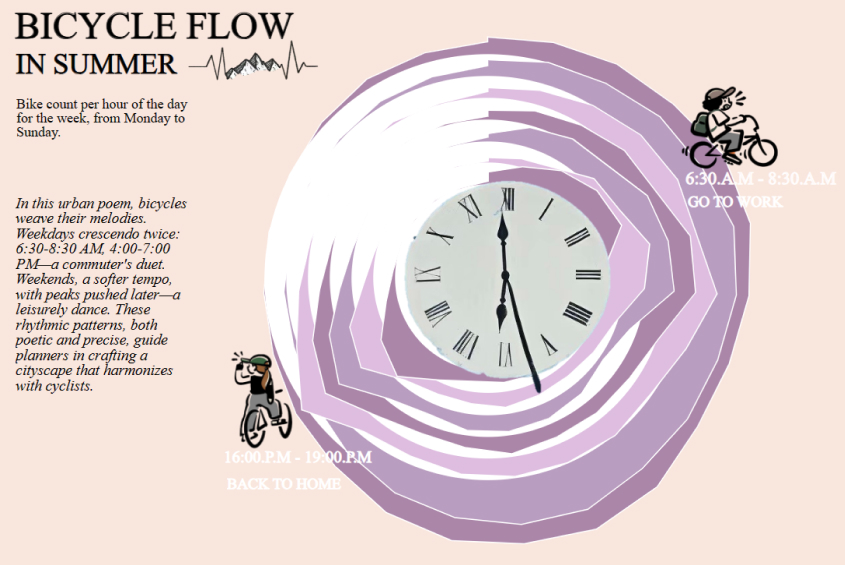 BICYCLE FLOW
IN SUMMER
Bike count per hour of the day
for the week, from Monday to
Sunday.
In this urban poem, bicycles
weave their melodies.
Weekdays crescendo twice:
6:30-8:30 AM, 4:00-7:00
PM—a commuter's duet.
Weekends, a softer tempo,
with peaks pushed later—a
leisurely dance. These
rhythmic patterns, both
poetic and precise, guide
planners in crafting a
cityscape that harmonizes
with cyclists.
6:30.A.M - 8:30.A.M
GO TO WORK
XII
I
II
III
IIII
V
VI
VII
VIII
IX
X
XI
16:00.P.M - 19:00.P.M
BACK TO HOME